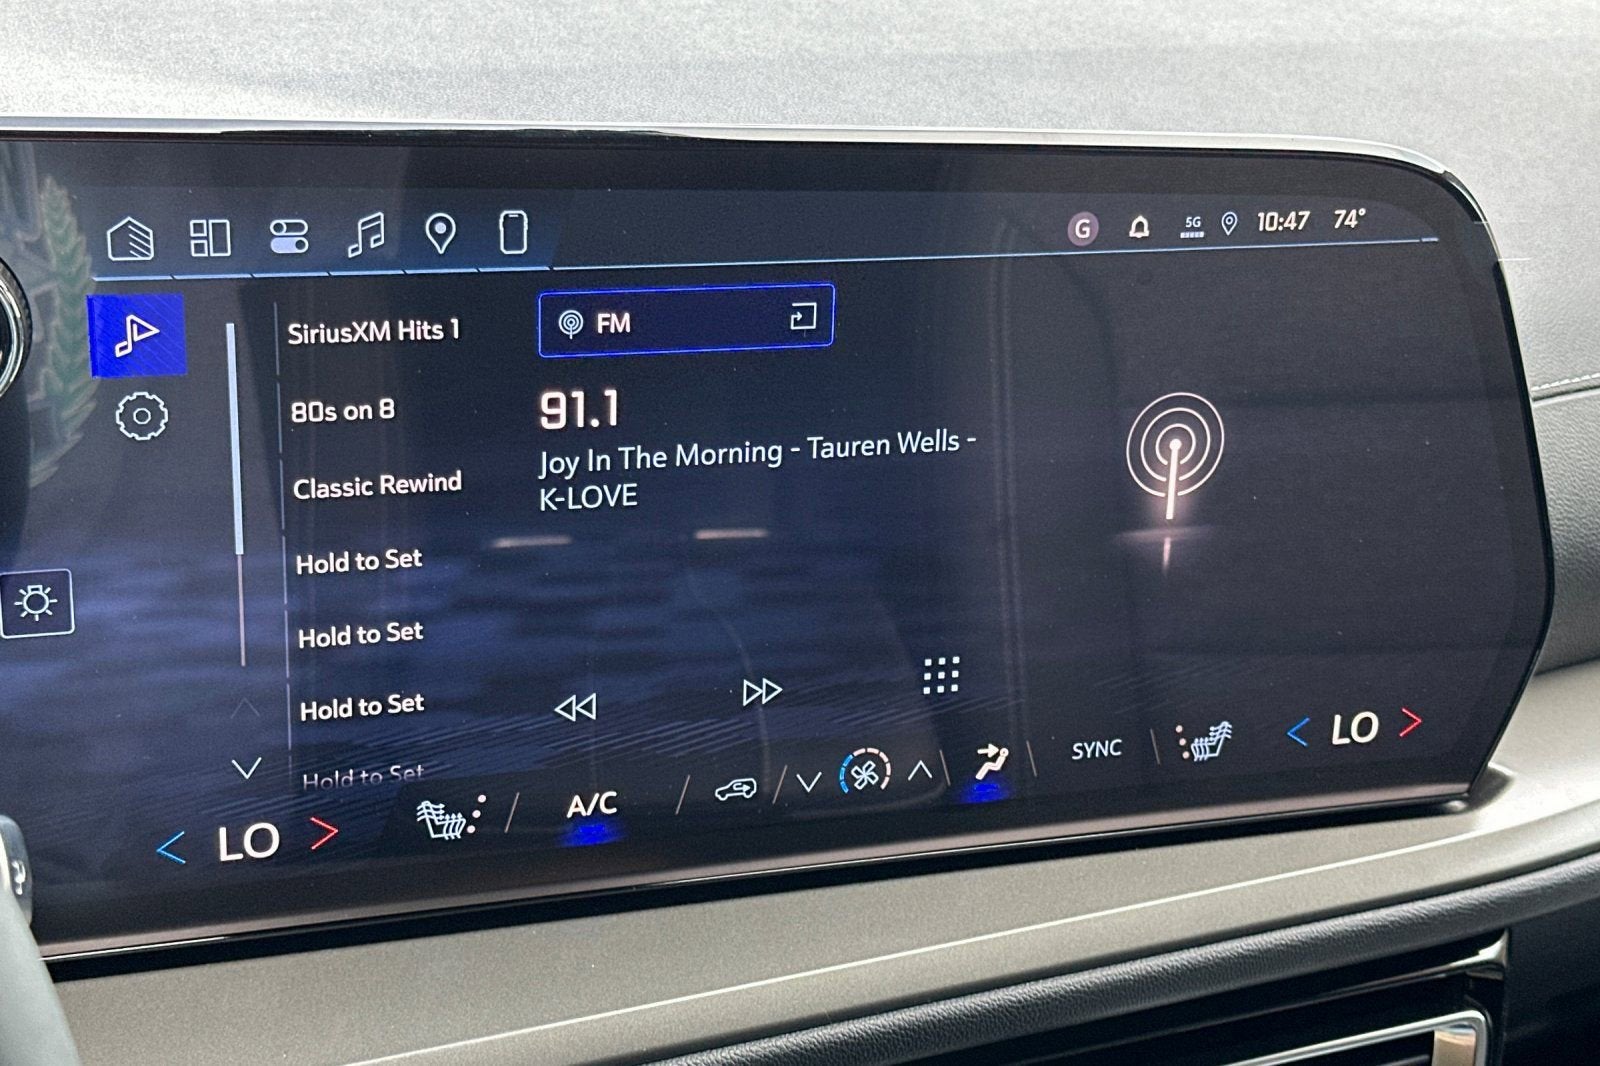 G 5G 10:47 74°
SiriusXM Hits 1
80s on 8
Classic Rewind
Hold to Set
Hold to Set
Hold to Set
Hold to Set
FM
91.1
Joy In The Morning - Tauren Wells -
K-LOVE
LO
A/C
SYNC
LO